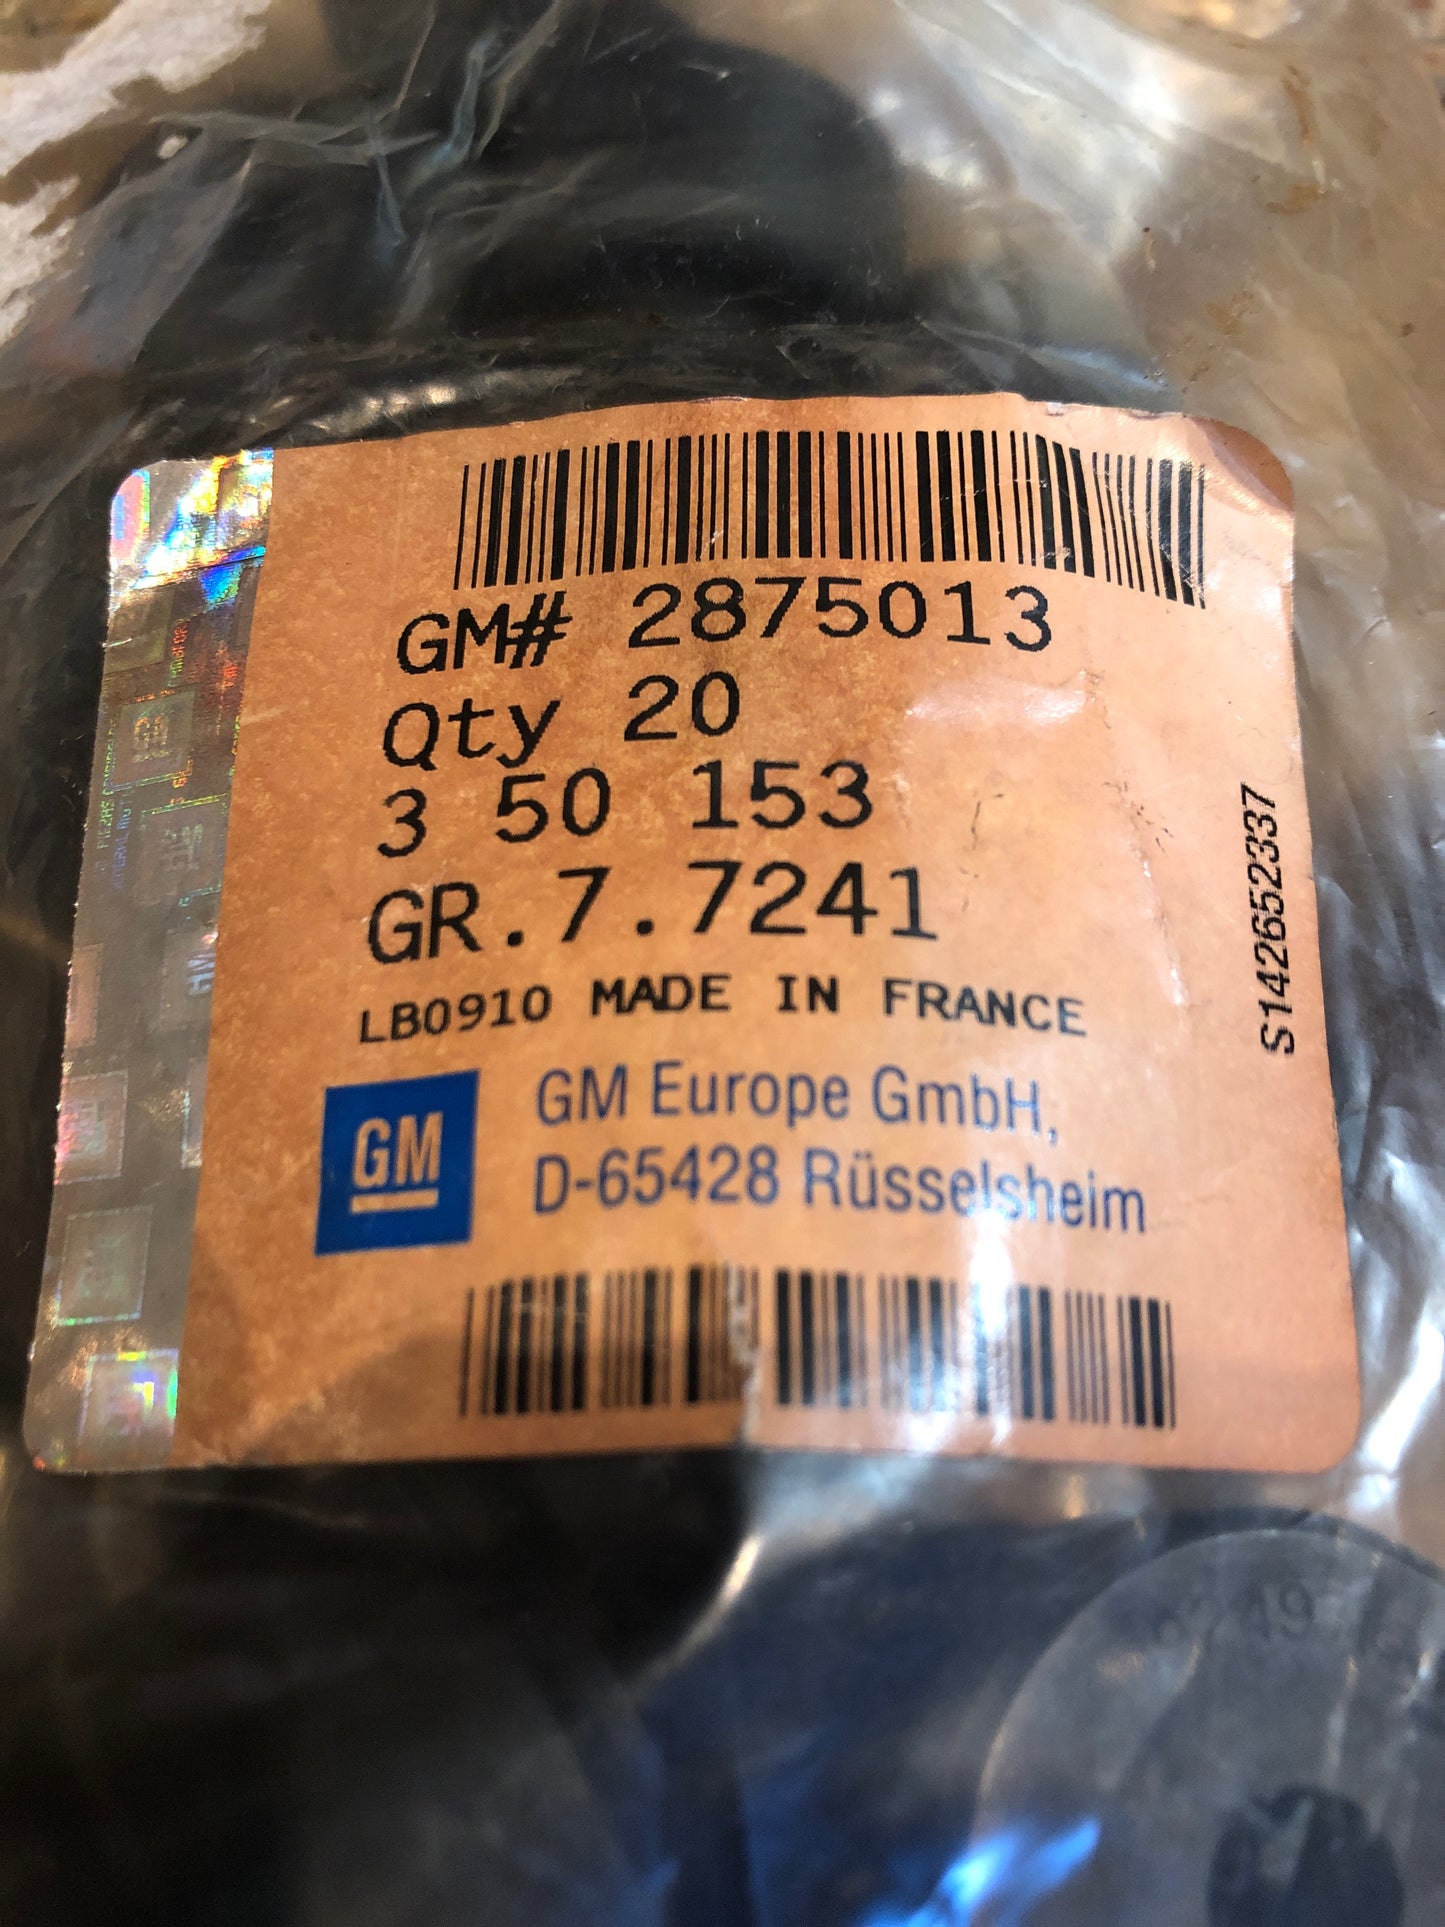 GM# 2875013
Qty 20
3 50 153
GR.7.7241
LB0910 MADE IN FRANCE
GM
GM Europe GmbH,
D-65428 Rüsselsheim
S142652337